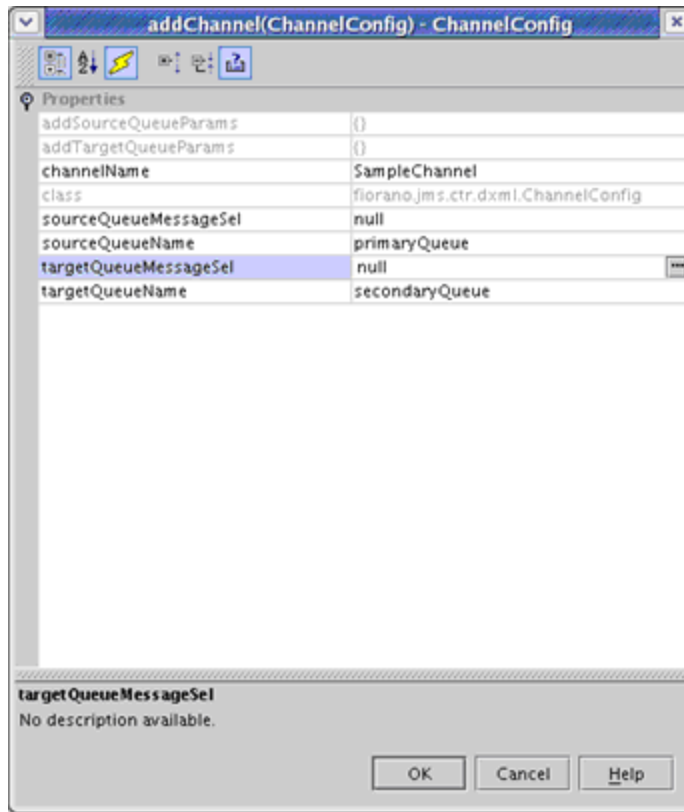 addChannel(ChannelConfig) - ChannelConfig
Properties
addSourceQueueParams {}
addTargetQueueParams {}
channelName SampleChannel
class fiorano.jms.ctr.dxml.ChannelConfig
sourceQueueMessageSel null
sourceQueueName primaryQueue
targetQueueMessageSel null
targetQueueName secondaryQueue
targetQueueMessageSel
No description available.
OK Cancel Help